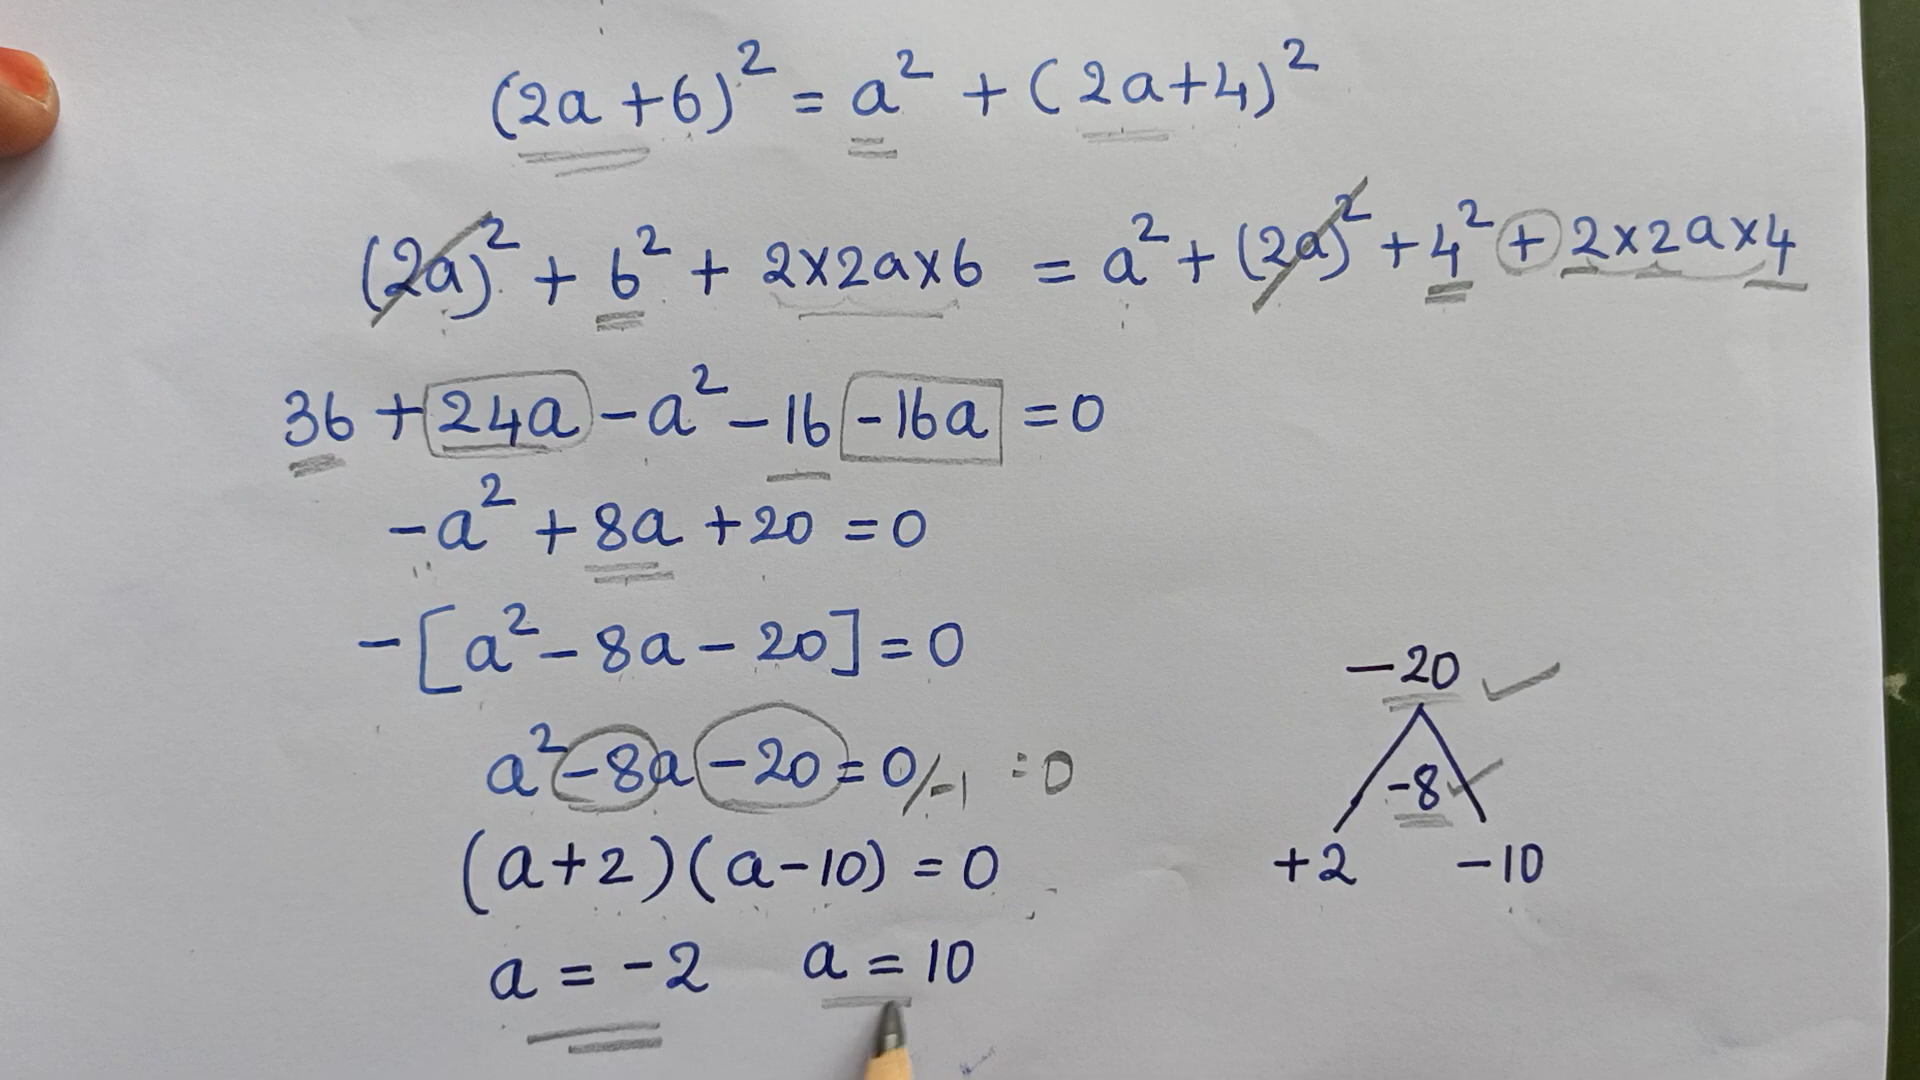 (2a+6)² = a² + (2a+4)²
(2a)² + 6² + 2×2a×6 = a² + (2a)² + 4² + 2×2a×4
36 + 24a - a² - 16 - 16a = 0
-a² + 8a + 20 = 0
-[a² - 8a - 20] = 0
a² - 8a - 20 = 0/-1 = 0
(a+2)(a-10) = 0
a = -2 a = 10
-20
-8
+2 -10